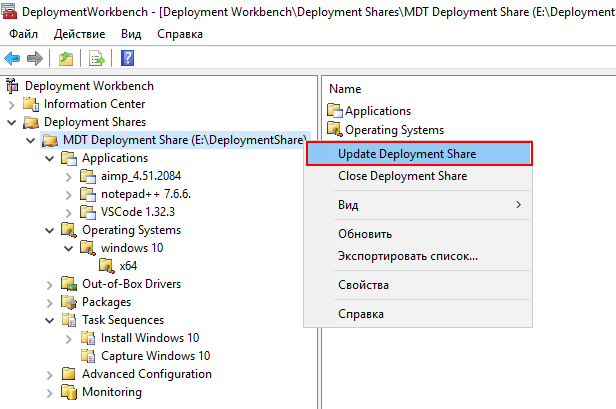 DeploymentWorkbench - [Deployment Workbench\Deployment Shares\MDT Deployment Share (E:\Deployment
Файл Действие Вид Справка
Deployment Workbench
Information Center
Deployment Shares
MDT Deployment Share (E:\DeploymentShare)
Applications
aimp_4.51.2084
notepad++ 7.6.6.
VSCode 1.32.3
Operating Systems
windows 10
x64
Out-of-Box Drivers
Packages
Task Sequences
Install Windows 10
Capture Windows 10
Advanced Configuration
Monitoring
Name
Applications
Operating Systems
Update Deployment Share
Close Deployment Share
Вид
Обновить
Экспортировать список...
Свойства
Справка